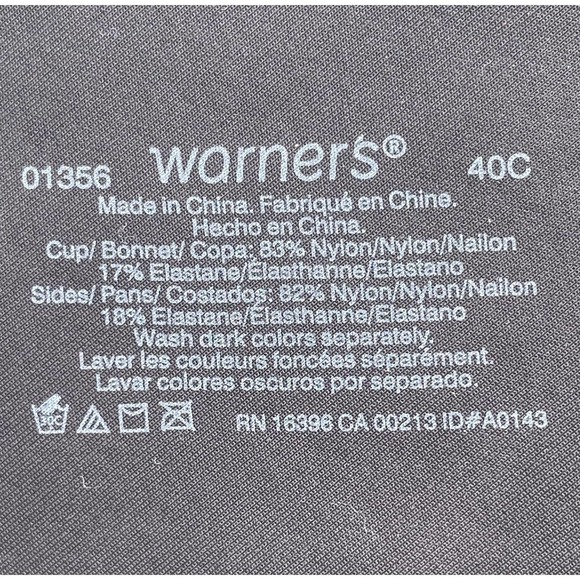 01356 warner's® 40C
Made in China. Fabriqué en Chine.
Hecho en China.
Cup/ Bonnet/ Copa: 83% Nylon/Nylon/Nailon
17% Elastane/Élasthanne/Elastano
Sides/ Pans/ Costados: 82% Nylon/Nylon/Nailon
18% Elastane/Élasthanne/Elastano
Wash dark colors separately.
Laver les couleurs foncées séparément.
Lavar colores oscuros por separado.
30C RN 16396 CA 00213 ID#A0143